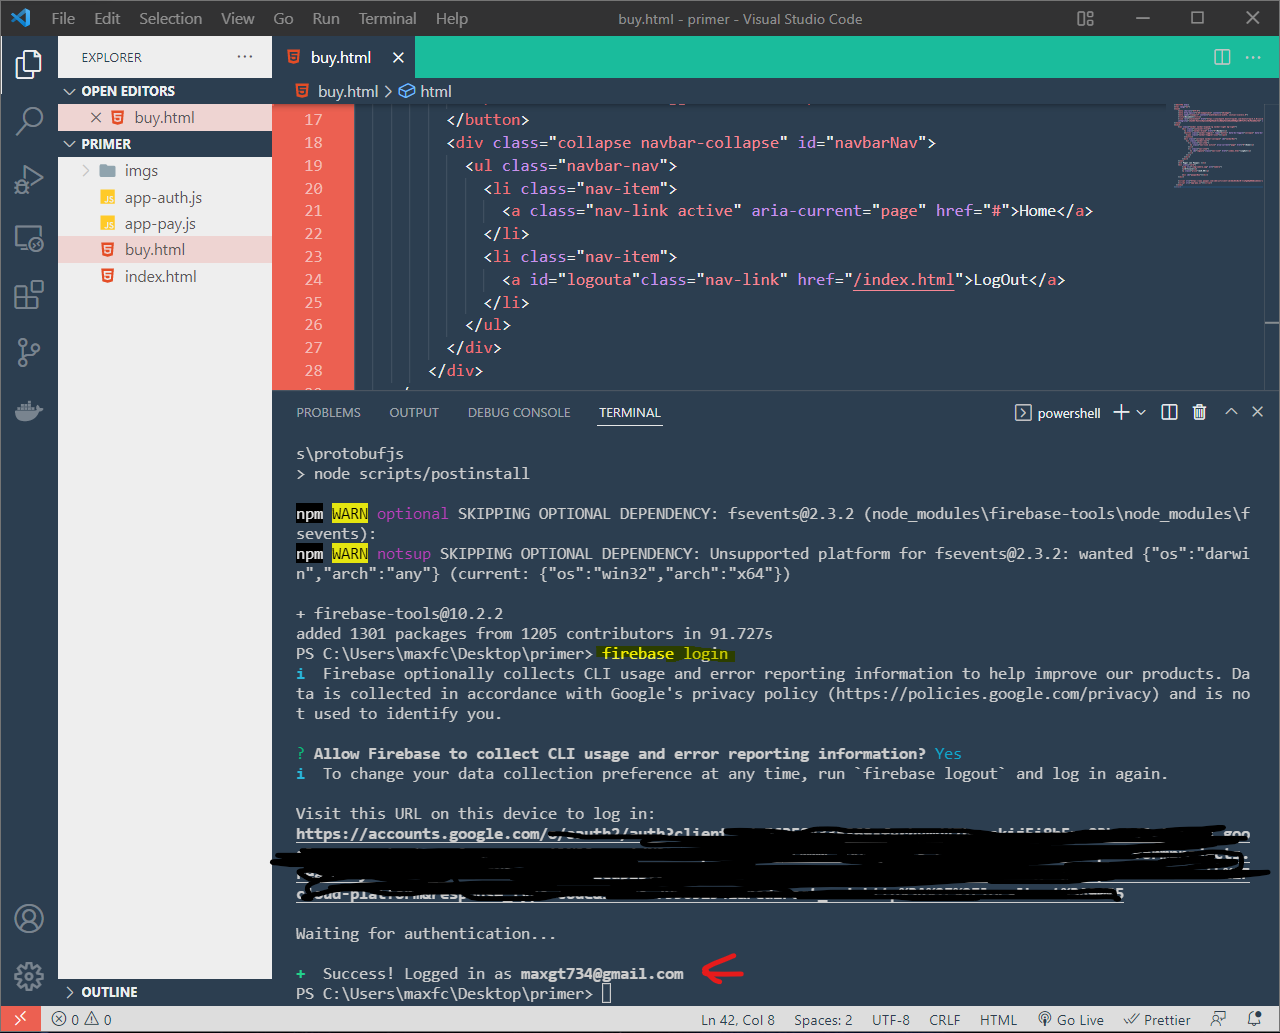 File Edit Selection View Go Run Terminal Help buy.html - primer - Visual Studio Code
EXPLORER
buy.html
OPEN EDITORS
buy.html > html
buy.html
PRIMER
imgs
JS app-auth.js
JS app-pay.js
buy.html
index.html
17 </button>
18 <div class="collapse navbar-collapse" id="navbarNav">
19 <ul class="navbar-nav">
20 <li class="nav-item">
21 <a class="nav-link active" aria-current="page" href="#">Home</a>
22 </li>
23 <li class="nav-item">
24 <a id="logouta"class="nav-link" href="/index.html">LogOut</a>
25 </li>
26 </ul>
27 </div>
28 </div>
PROBLEMS OUTPUT DEBUG CONSOLE TERMINAL powershell
s\protobufjs
> node scripts/postinstall
npm WARN optional SKIPPING OPTIONAL DEPENDENCY: fsevents@2.3.2 (node_modules\firebase-tools\node_modules\f
sevents):
npm WARN notsup SKIPPING OPTIONAL DEPENDENCY: Unsupported platform for fsevents@2.3.2: wanted {"os":"darwi
n","arch":"any"} (current: {"os":"win32","arch":"x64"})
+ firebase-tools@10.2.2
added 1301 packages from 1205 contributors in 91.727s
PS C:\Users\maxfc\Desktop\primer> firebase login
i Firebase optionally collects CLI usage and error reporting information to help improve our products. Da
ta is collected in accordance with Google's privacy policy (https://policies.google.com/privacy) and is no
t used to identify you.
? Allow Firebase to collect CLI usage and error reporting information? Yes
i To change your data collection preference at any time, run `firebase logout` and log in again.
Visit this URL on this device to log in:
https://accounts.google.com/
Waiting for authentication...
+ Success! Logged in as maxgt734@gmail.com
PS C:\Users\maxfc\Desktop\primer>
OUTLINE
0 0 Ln 42, Col 8 Spaces: 2 UTF-8 CRLF HTML Go Live Prettier